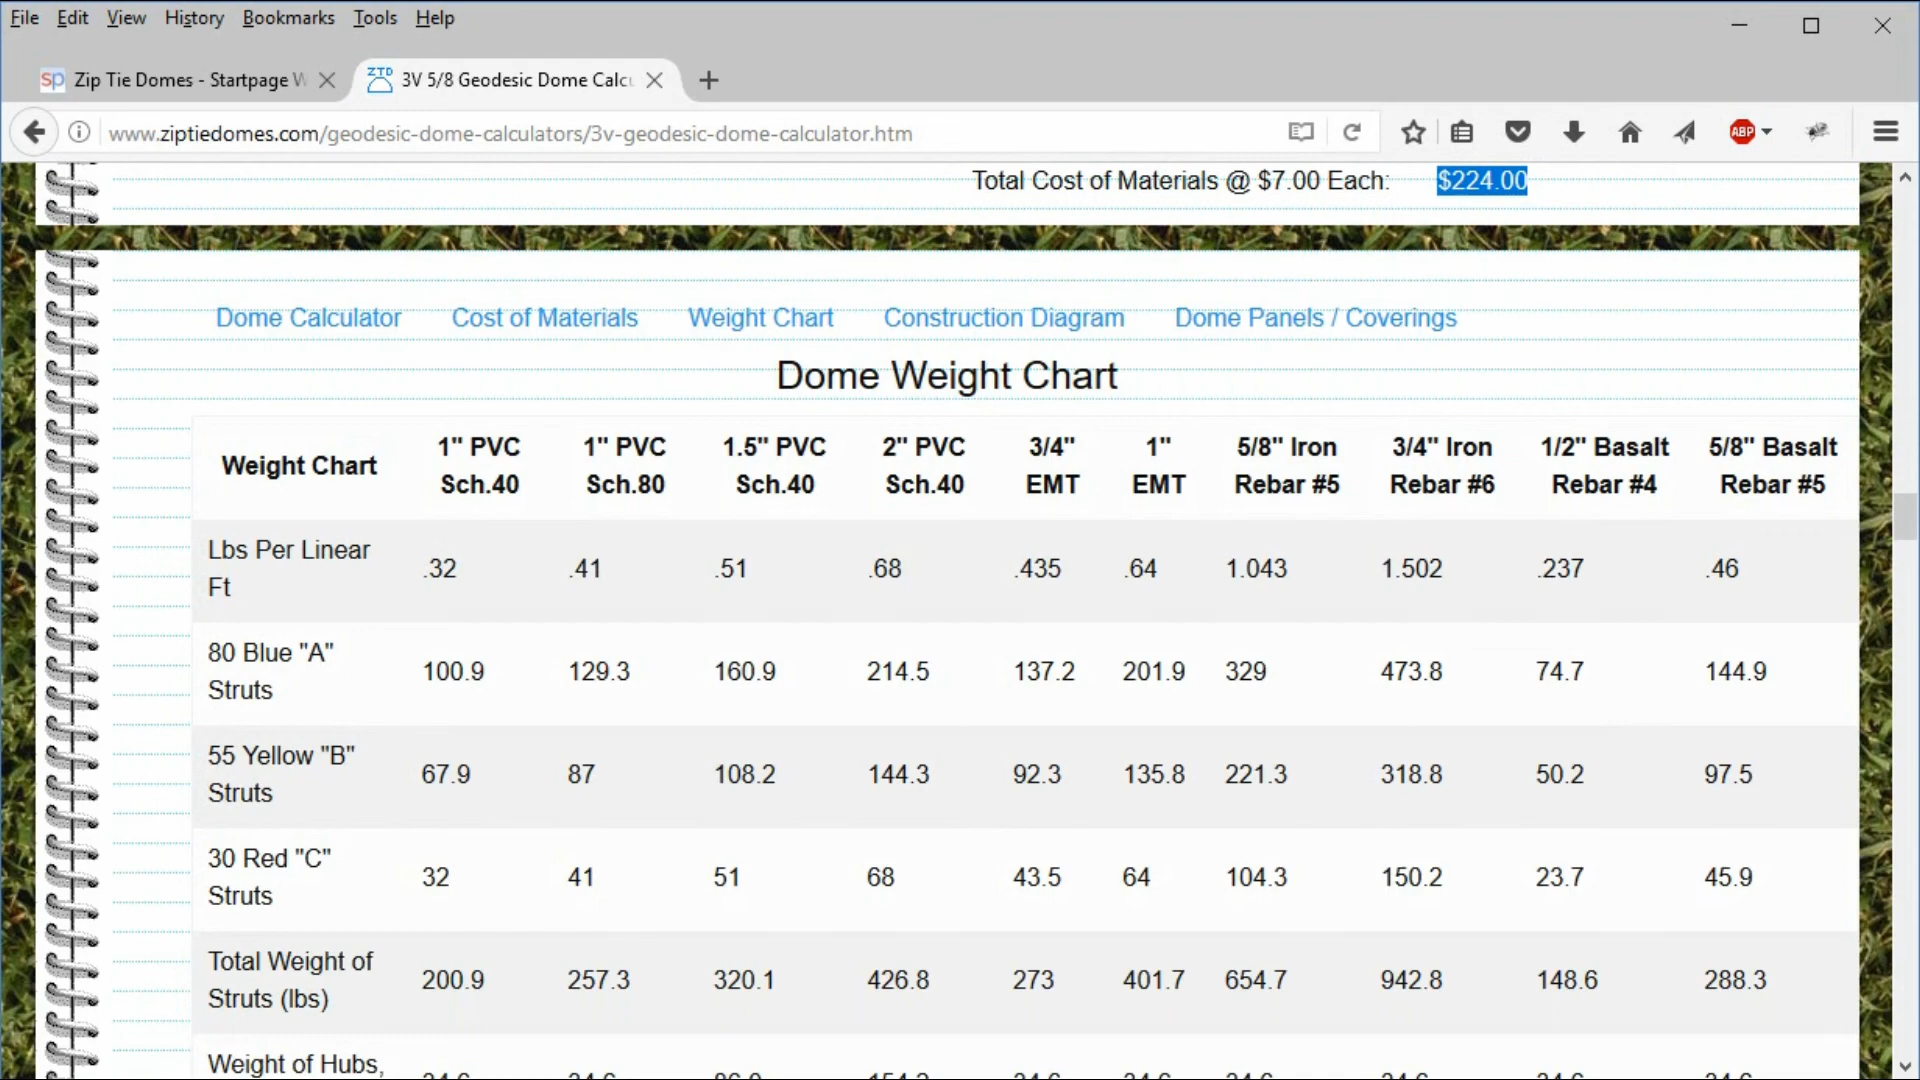 File Edit View History Bookmarks Tools Help
sp Zip Tie Domes - Startpage W
ZTD 3V 5/8 Geodesic Dome Calcu
www.ziptiedomes.com/geodesic-dome-calculators/3v-geodesic-dome-calculator.htm
ABP
Total Cost of Materials @ $7.00 Each: $224.00
Dome Calculator Cost of Materials Weight Chart Construction Diagram Dome Panels / Coverings
Dome Weight Chart
Weight Chart
1" PVC Sch.40
1" PVC Sch.80
1.5" PVC Sch.40
2" PVC Sch.40
3/4" EMT
1" EMT
5/8" Iron Rebar #5
3/4" Iron Rebar #6
1/2" Basalt Rebar #4
5/8" Basalt Rebar #5
Lbs Per Linear Ft .32 .41 .51 .68 .435 .64 1.043 1.502 .237 .46
80 Blue "A" Struts 100.9 129.3 160.9 214.5 137.2 201.9 329 473.8 74.7 144.9
55 Yellow "B" Struts 67.9 87 108.2 144.3 92.3 135.8 221.3 318.8 50.2 97.5
30 Red "C" Struts 32 41 51 68 43.5 64 104.3 150.2 23.7 45.9
Total Weight of Struts (lbs) 200.9 257.3 320.1 426.8 273 401.7 654.7 942.8 148.6 288.3
Weight of Hubs,